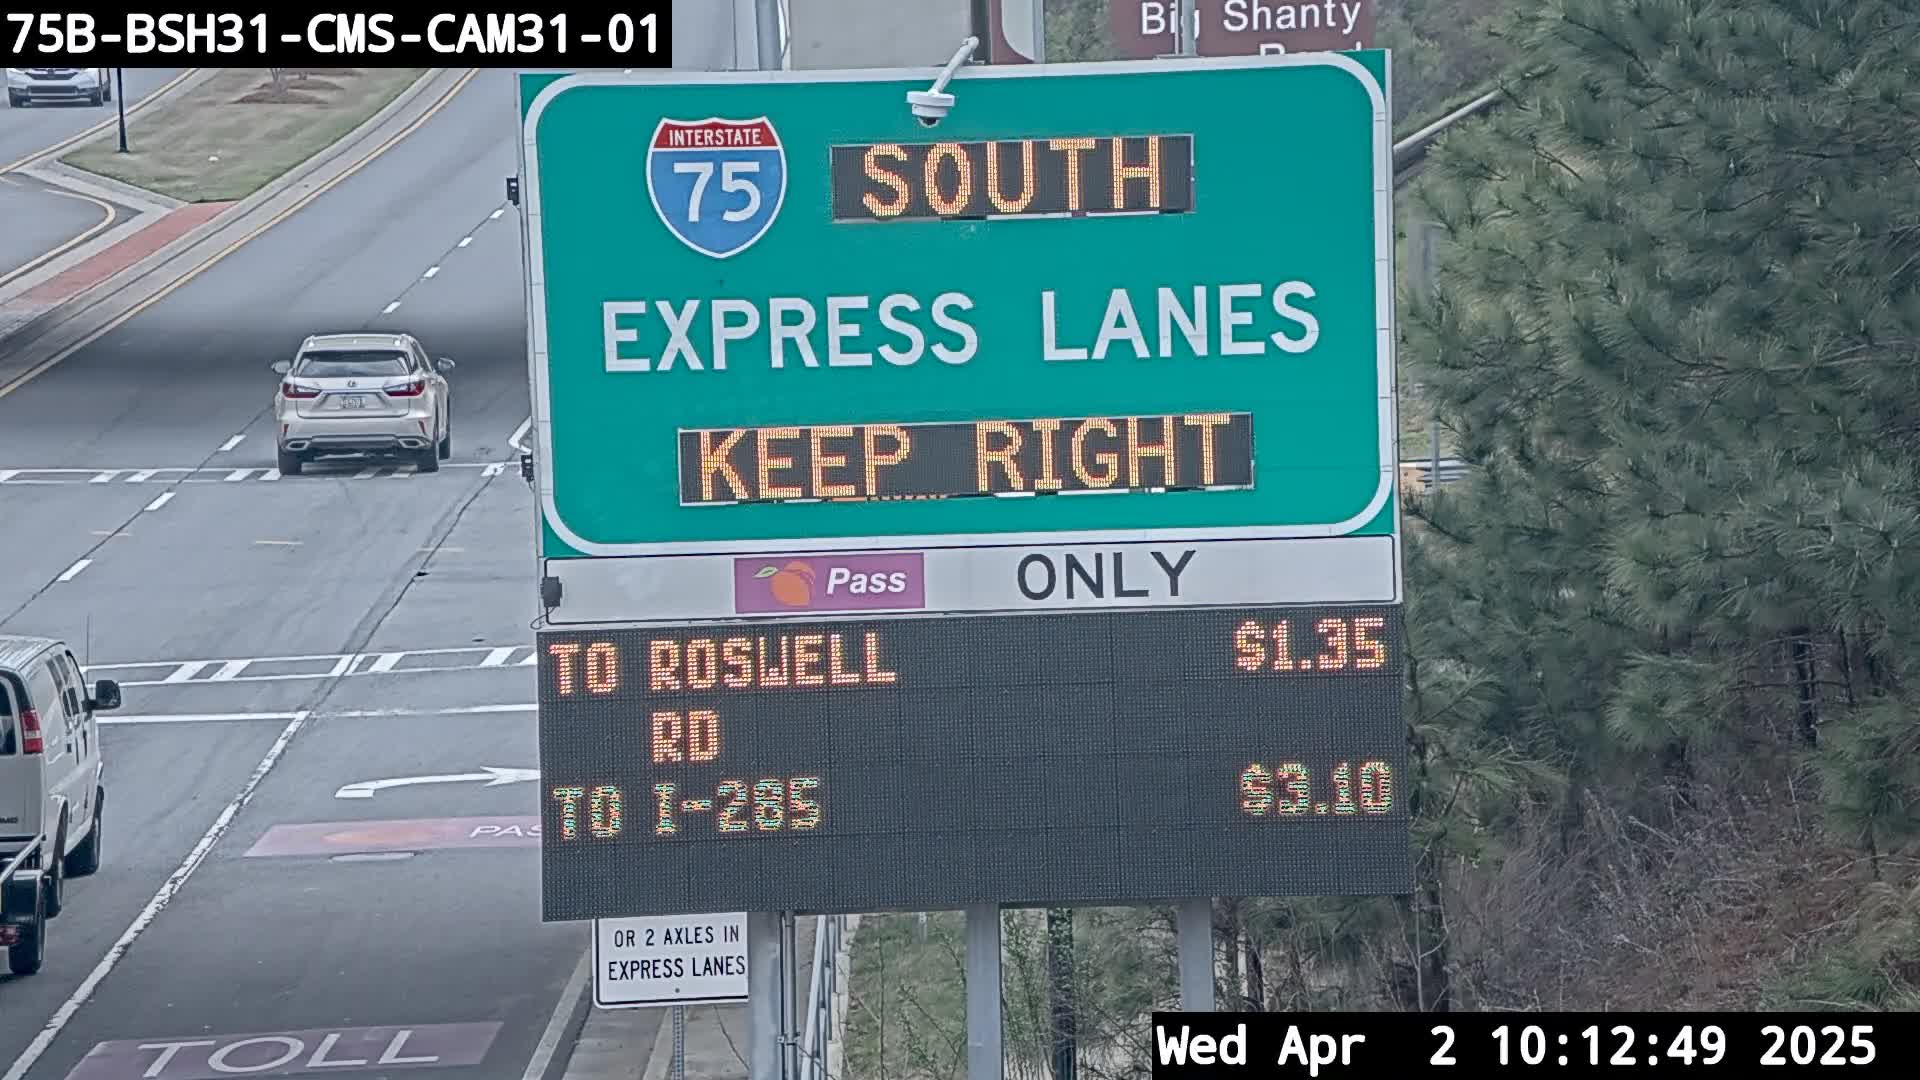 75B-BSH31-CMS-CAM31-01
Big Shanty
Road
INTERSTATE
75
SOUTH
EXPRESS LANES
KEEP RIGHT
Pass ONLY
TO ROSWELL $1.35
RD
TO I-285 $3.10
PAS
OR 2 AXLES IN
EXPRESS LANES
TOLL
Wed Apr 2 10:12:49 2025